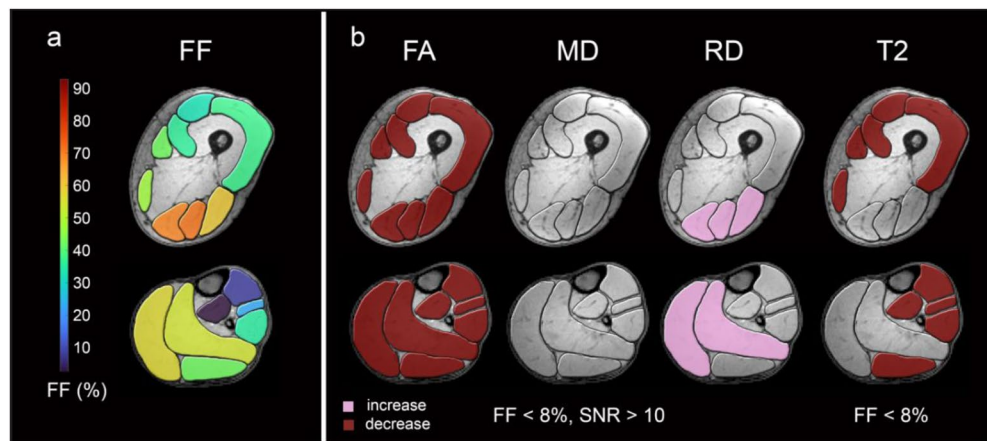 a
FF
90
80
70
60
50
40
30
20
10
FF (%)
b
FA MD RD T2
increase
decrease
FF < 8%, SNR > 10
FF < 8%